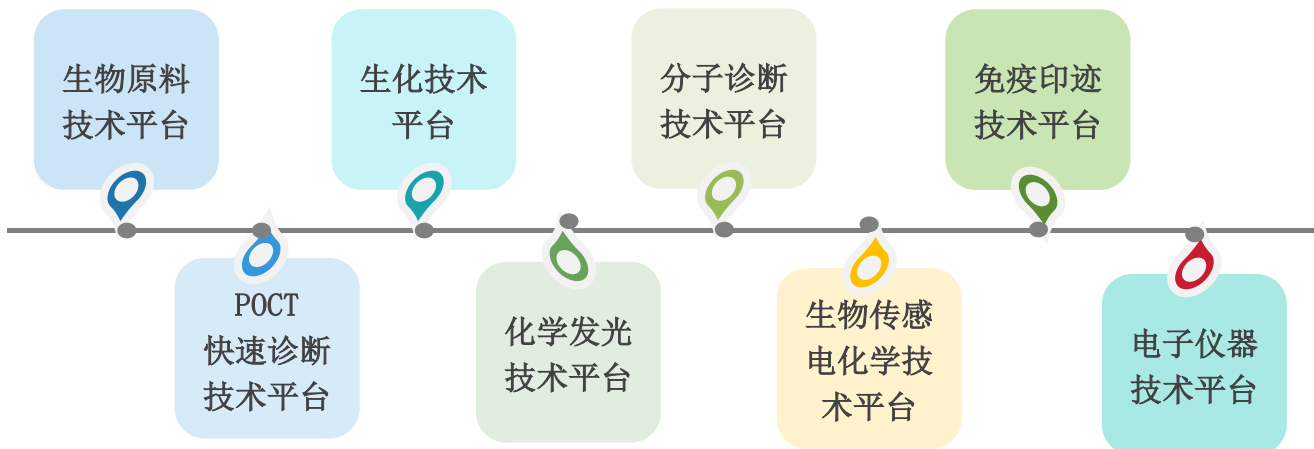 生物原料
技术平台
POCT
快速诊断
技术平台
生化技术
平台
化学发光
技术平台
分子诊断
技术平台
生物传感
电化学技
术平台
免疫印迹
技术平台
电子仪器
技术平台